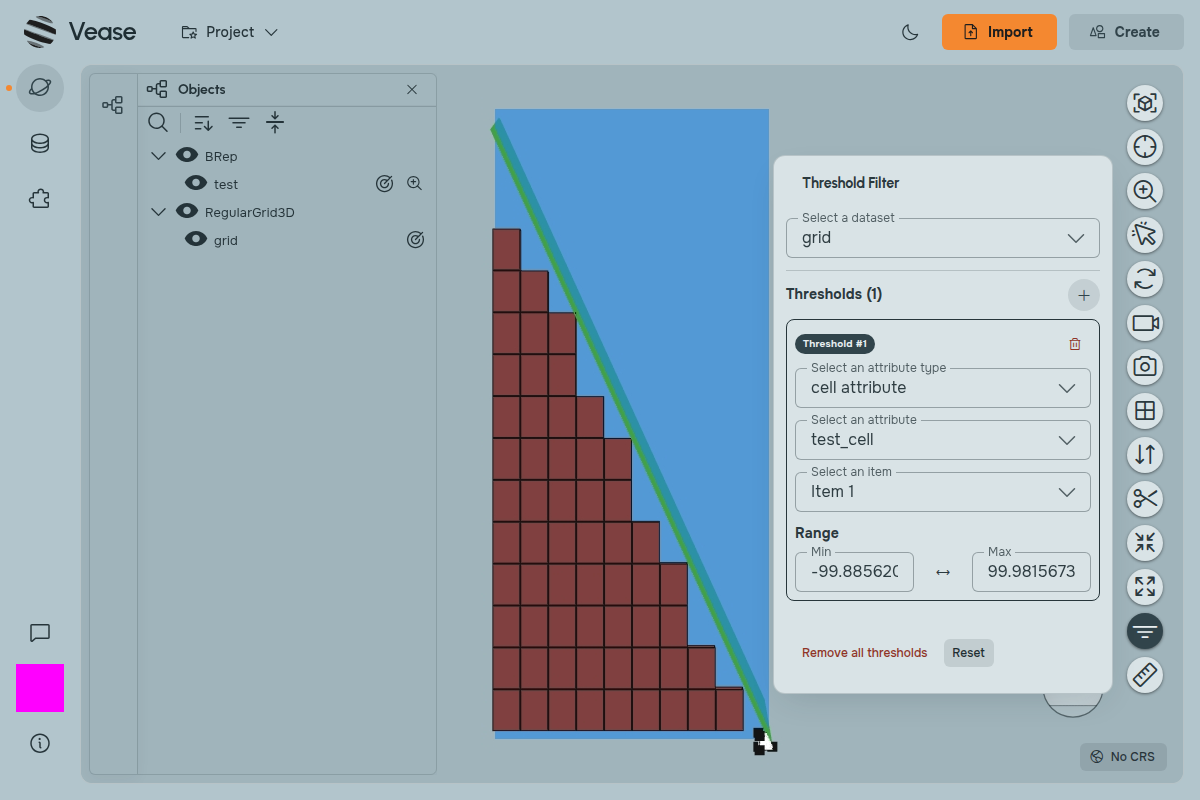 Vease
Project
Import
Create
Objects
BRep
test
RegularGrid3D
grid
Threshold Filter
Select a dataset
grid
Thresholds (1)
Threshold #1
Select an attribute type
cell attribute
Select an attribute
test_cell
Select an item
Item 1
Range
Min
-99.885620
Max
99.9815673
Remove all thresholds
Reset
No CRS